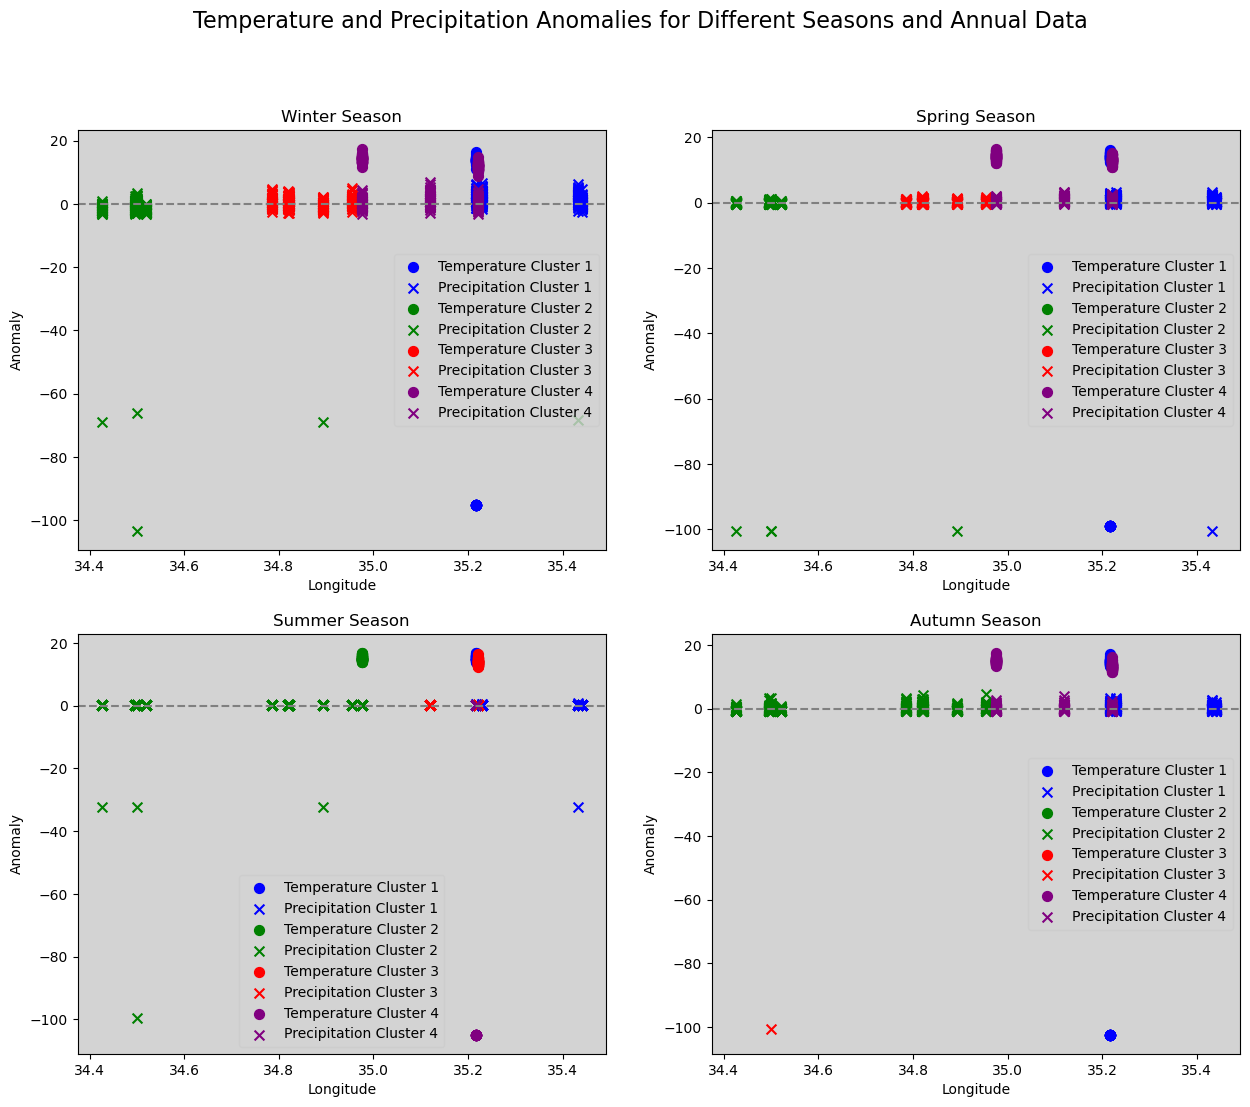 Temperature and Precipitation Anomalies for Different Seasons and Annual Data
Winter Season
20
0
−20
−40
−60
−80
−100
Anomaly
Temperature Cluster 1
Precipitation Cluster 1
Temperature Cluster 2
Precipitation Cluster 2
Temperature Cluster 3
Precipitation Cluster 3
Temperature Cluster 4
Precipitation Cluster 4
34.4 34.6 34.8 35.0 35.2 35.4
Longitude
Spring Season
20
0
−20
−40
−60
−80
−100
Anomaly
Temperature Cluster 1
Precipitation Cluster 1
Temperature Cluster 2
Precipitation Cluster 2
Temperature Cluster 3
Precipitation Cluster 3
Temperature Cluster 4
Precipitation Cluster 4
34.4 34.6 34.8 35.0 35.2 35.4
Longitude
Summer Season
20
0
−20
−40
−60
−80
−100
Anomaly
Temperature Cluster 1
Precipitation Cluster 1
Temperature Cluster 2
Precipitation Cluster 2
Temperature Cluster 3
Precipitation Cluster 3
Temperature Cluster 4
Precipitation Cluster 4
34.4 34.6 34.8 35.0 35.2 35.4
Longitude
Autumn Season
20
0
−20
−40
−60
−80
−100
Anomaly
Temperature Cluster 1
Precipitation Cluster 1
Temperature Cluster 2
Precipitation Cluster 2
Temperature Cluster 3
Precipitation Cluster 3
Temperature Cluster 4
Precipitation Cluster 4
34.4 34.6 34.8 35.0 35.2 35.4
Longitude